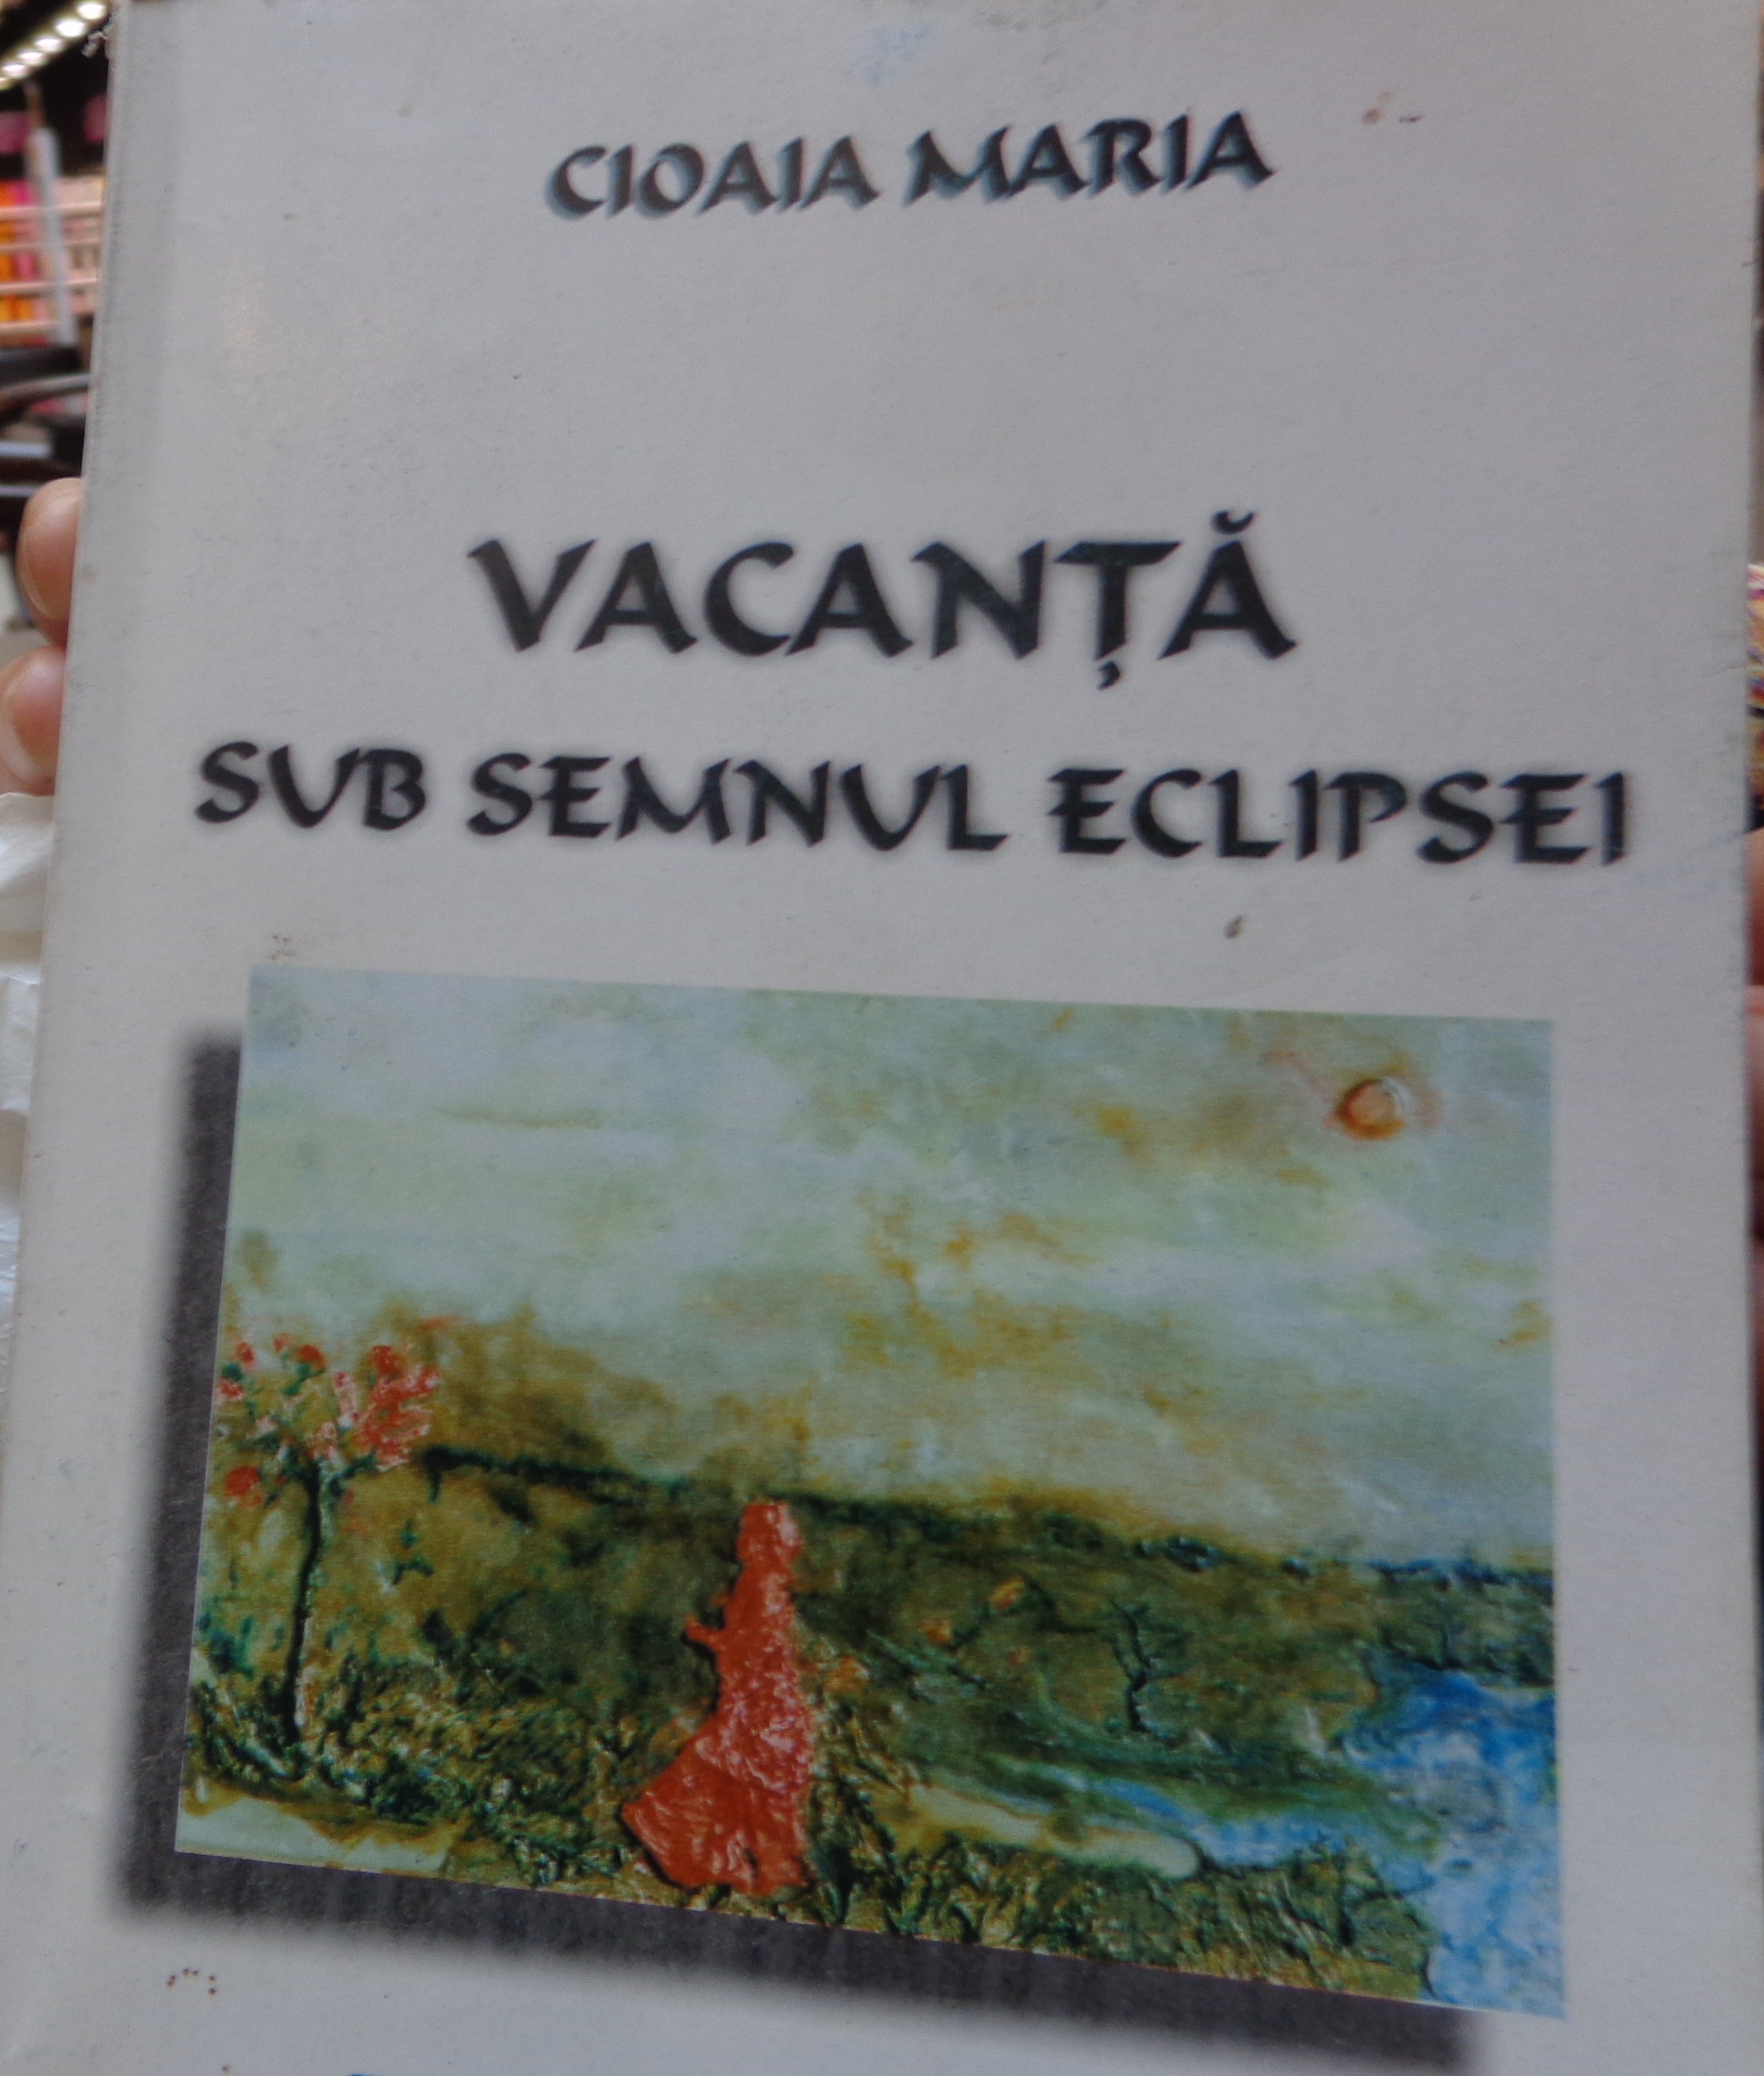 CIOAIA MARIA
VACANȚĂ
SUB SEMNUL ECLIPSEI